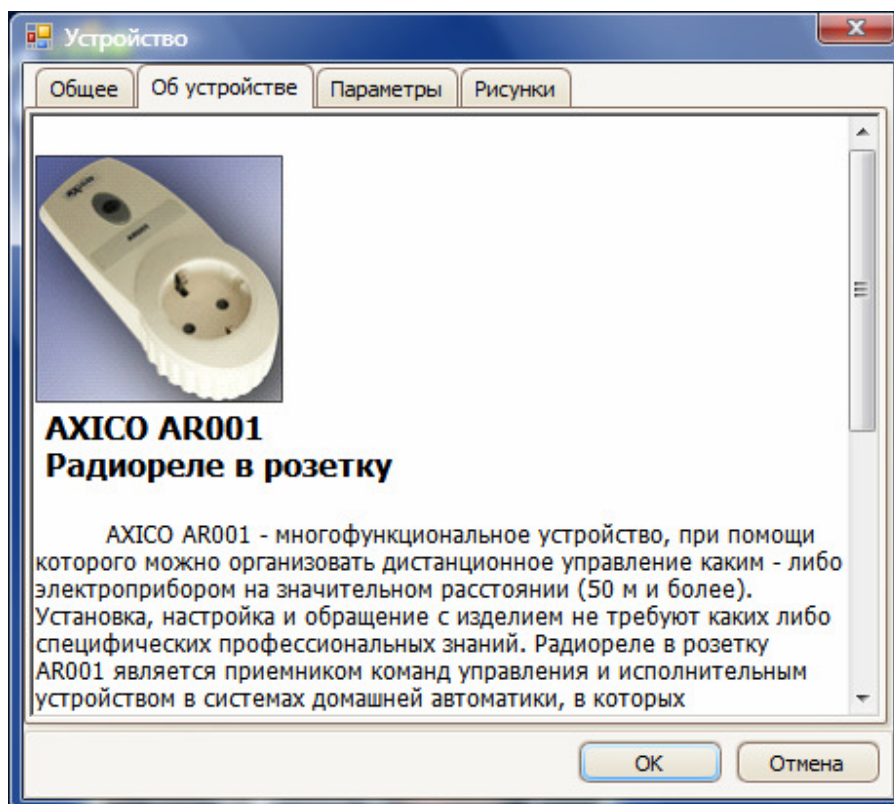 Устройство
Общее
Об устройстве
Параметры
Рисунки
AR001
AXICO AR001
Радиореле в розетку
AXICO AR001 - многофункциональное устройство, при помощи
которого можно организовать дистанционное управление каким - либо
электроприбором на значительном расстоянии (50 м и более).
Установка, настройка и обращение с изделием не требуют каких либо
специфических профессиональных знаний. Радиореле в розетку
AR001 является приемником команд управления и исполнительным
устройством в системах домашней автоматики, в которых
OK
Отмена